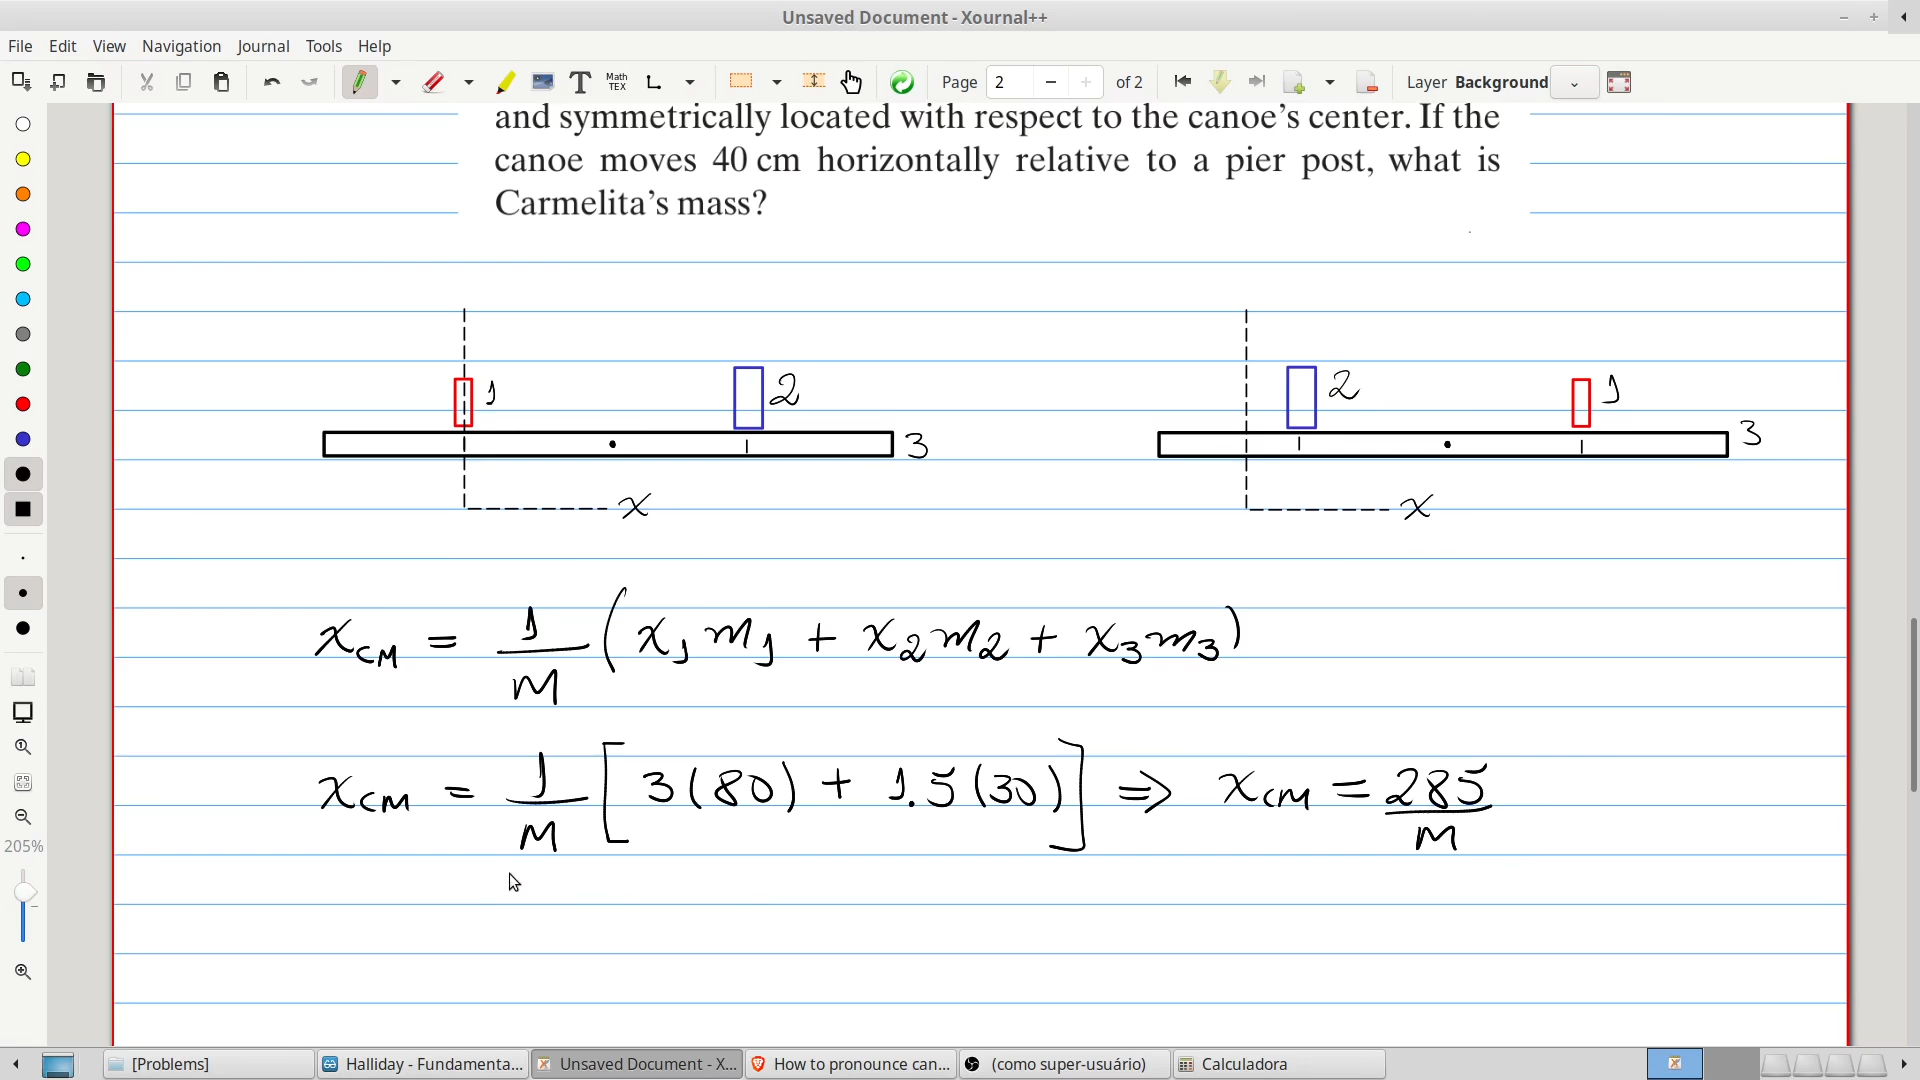 Unsaved Document - Xournal++
File Edit View Navigation Journal Tools Help
Math TEX
Page 2 of 2
Layer Background
and symmetrically located with respect to the canoe's center. If the
canoe moves 40 cm horizontally relative to a pier post, what is
Carmelita's mass?
1 2 2 1
3 3
x x
x_CM = 1/M (x_1 m_1 + x_2 m_2 + x_3 m_3)
x_CM = 1/M [3(80) + 1.5(30)] ⇒ x_CM = 285/M
205%
[Problems] Halliday - Fundamenta... Unsaved Document - X... How to pronounce can... (como super-usuário) Calculadora